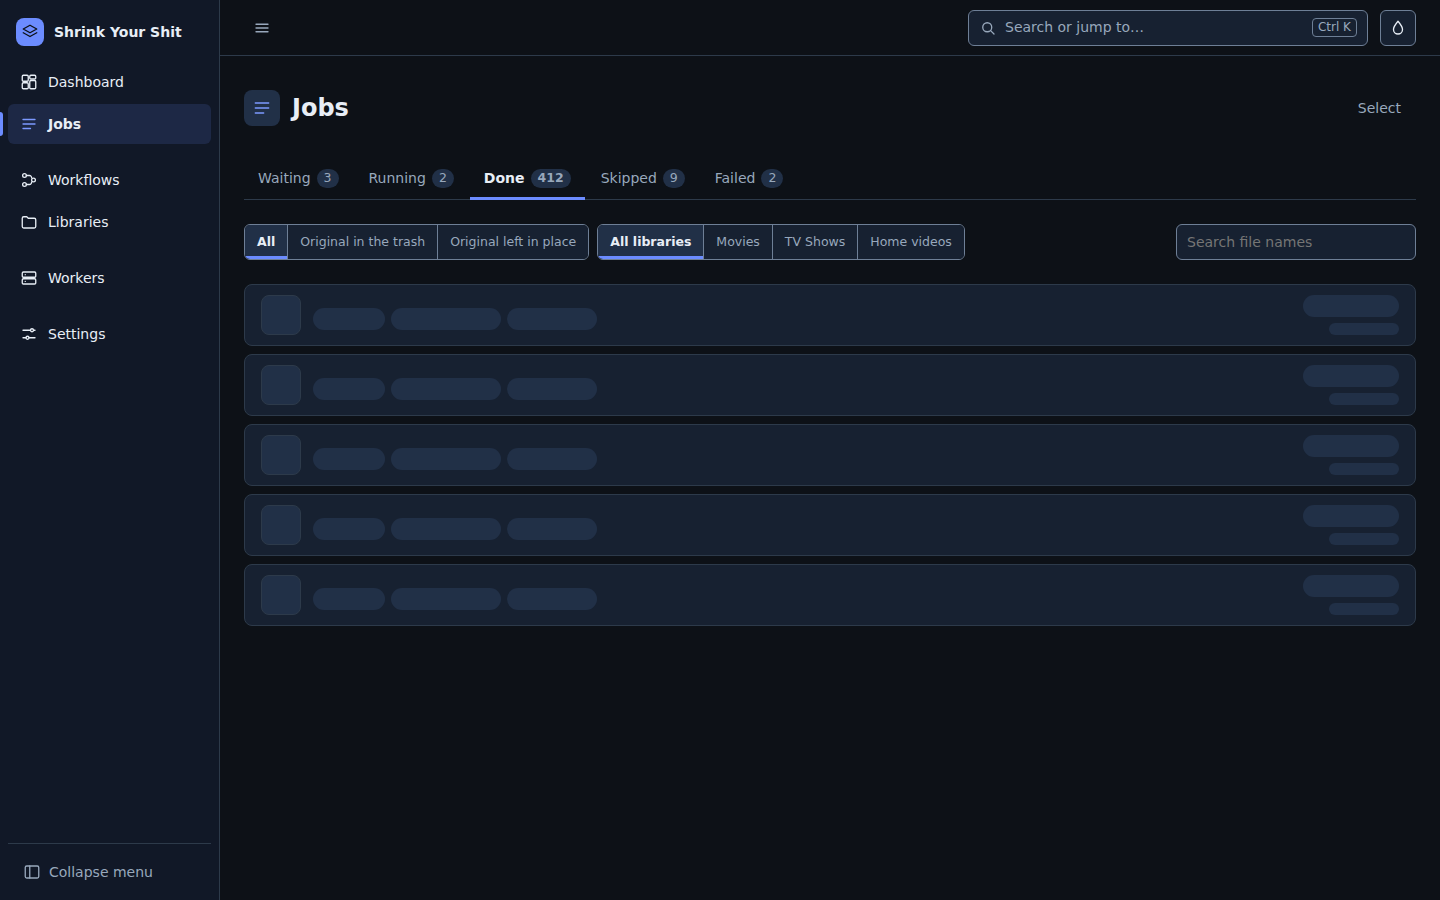 Shrink Your Shit
Search or jump to...
Ctrl K
Dashboard
Jobs
Workflows
Libraries
Workers
Settings
Collapse menu
Jobs
Select
Waiting 3 Running 2 Done 412 Skipped 9 Failed 2
All Original in the trash Original left in place All libraries Movies TV Shows Home videos Search file names